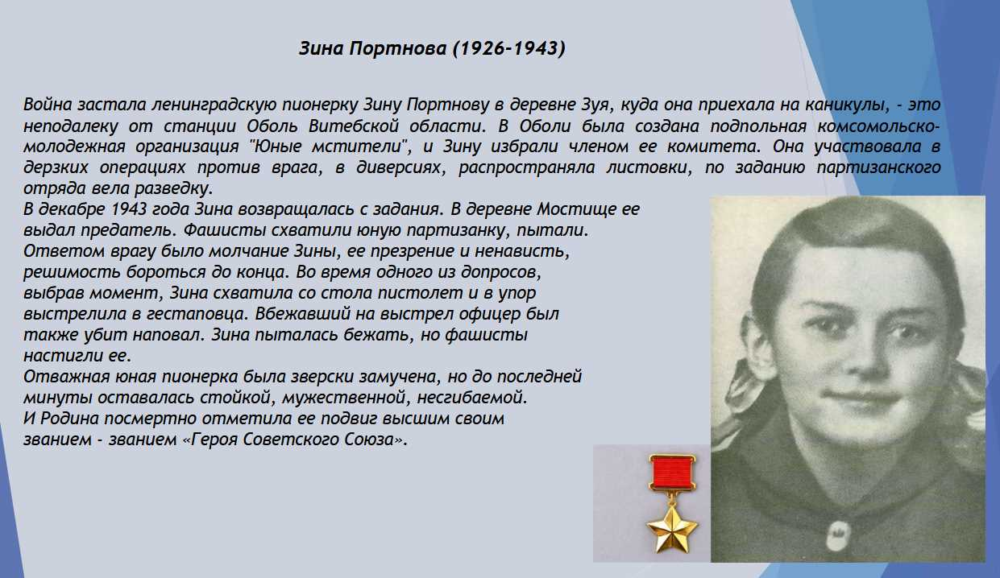 Зина Портнова (1926-1943)
Война застала ленинградскую пионерку Зину Портнову в деревне Зуя, куда она приехала на каникулы, - это
неподалеку от станции Оболь Витебской области. В Оболи была создана подпольная комсомольско-
молодежная организация "Юные мстители", и Зину избрали членом ее комитета. Она участвовала в
дерзких операциях против врага, в диверсиях, распространяла листовки, по заданию партизанского
отряда вела разведку.
В декабре 1943 года Зина возвращалась с задания. В деревне Мостище ее
выдал предатель. Фашисты схватили юную партизанку, пытали.
Ответом врагу было молчание Зины, ее презрение и ненависть,
решимость бороться до конца. Во время одного из допросов,
выбрав момент, Зина схватила со стола пистолет и в упор
выстрелила в гестаповца. Вбежавший на выстрел офицер был
также убит наповал. Зина пыталась бежать, но фашисты
настигли ее.
Отважная юная пионерка была зверски замучена, но до последней
минуты оставалась стойкой, мужественной, несгибаемой.
И Родина посмертно отметила ее подвиг высшим своим
званием - званием «Героя Советского Союза».